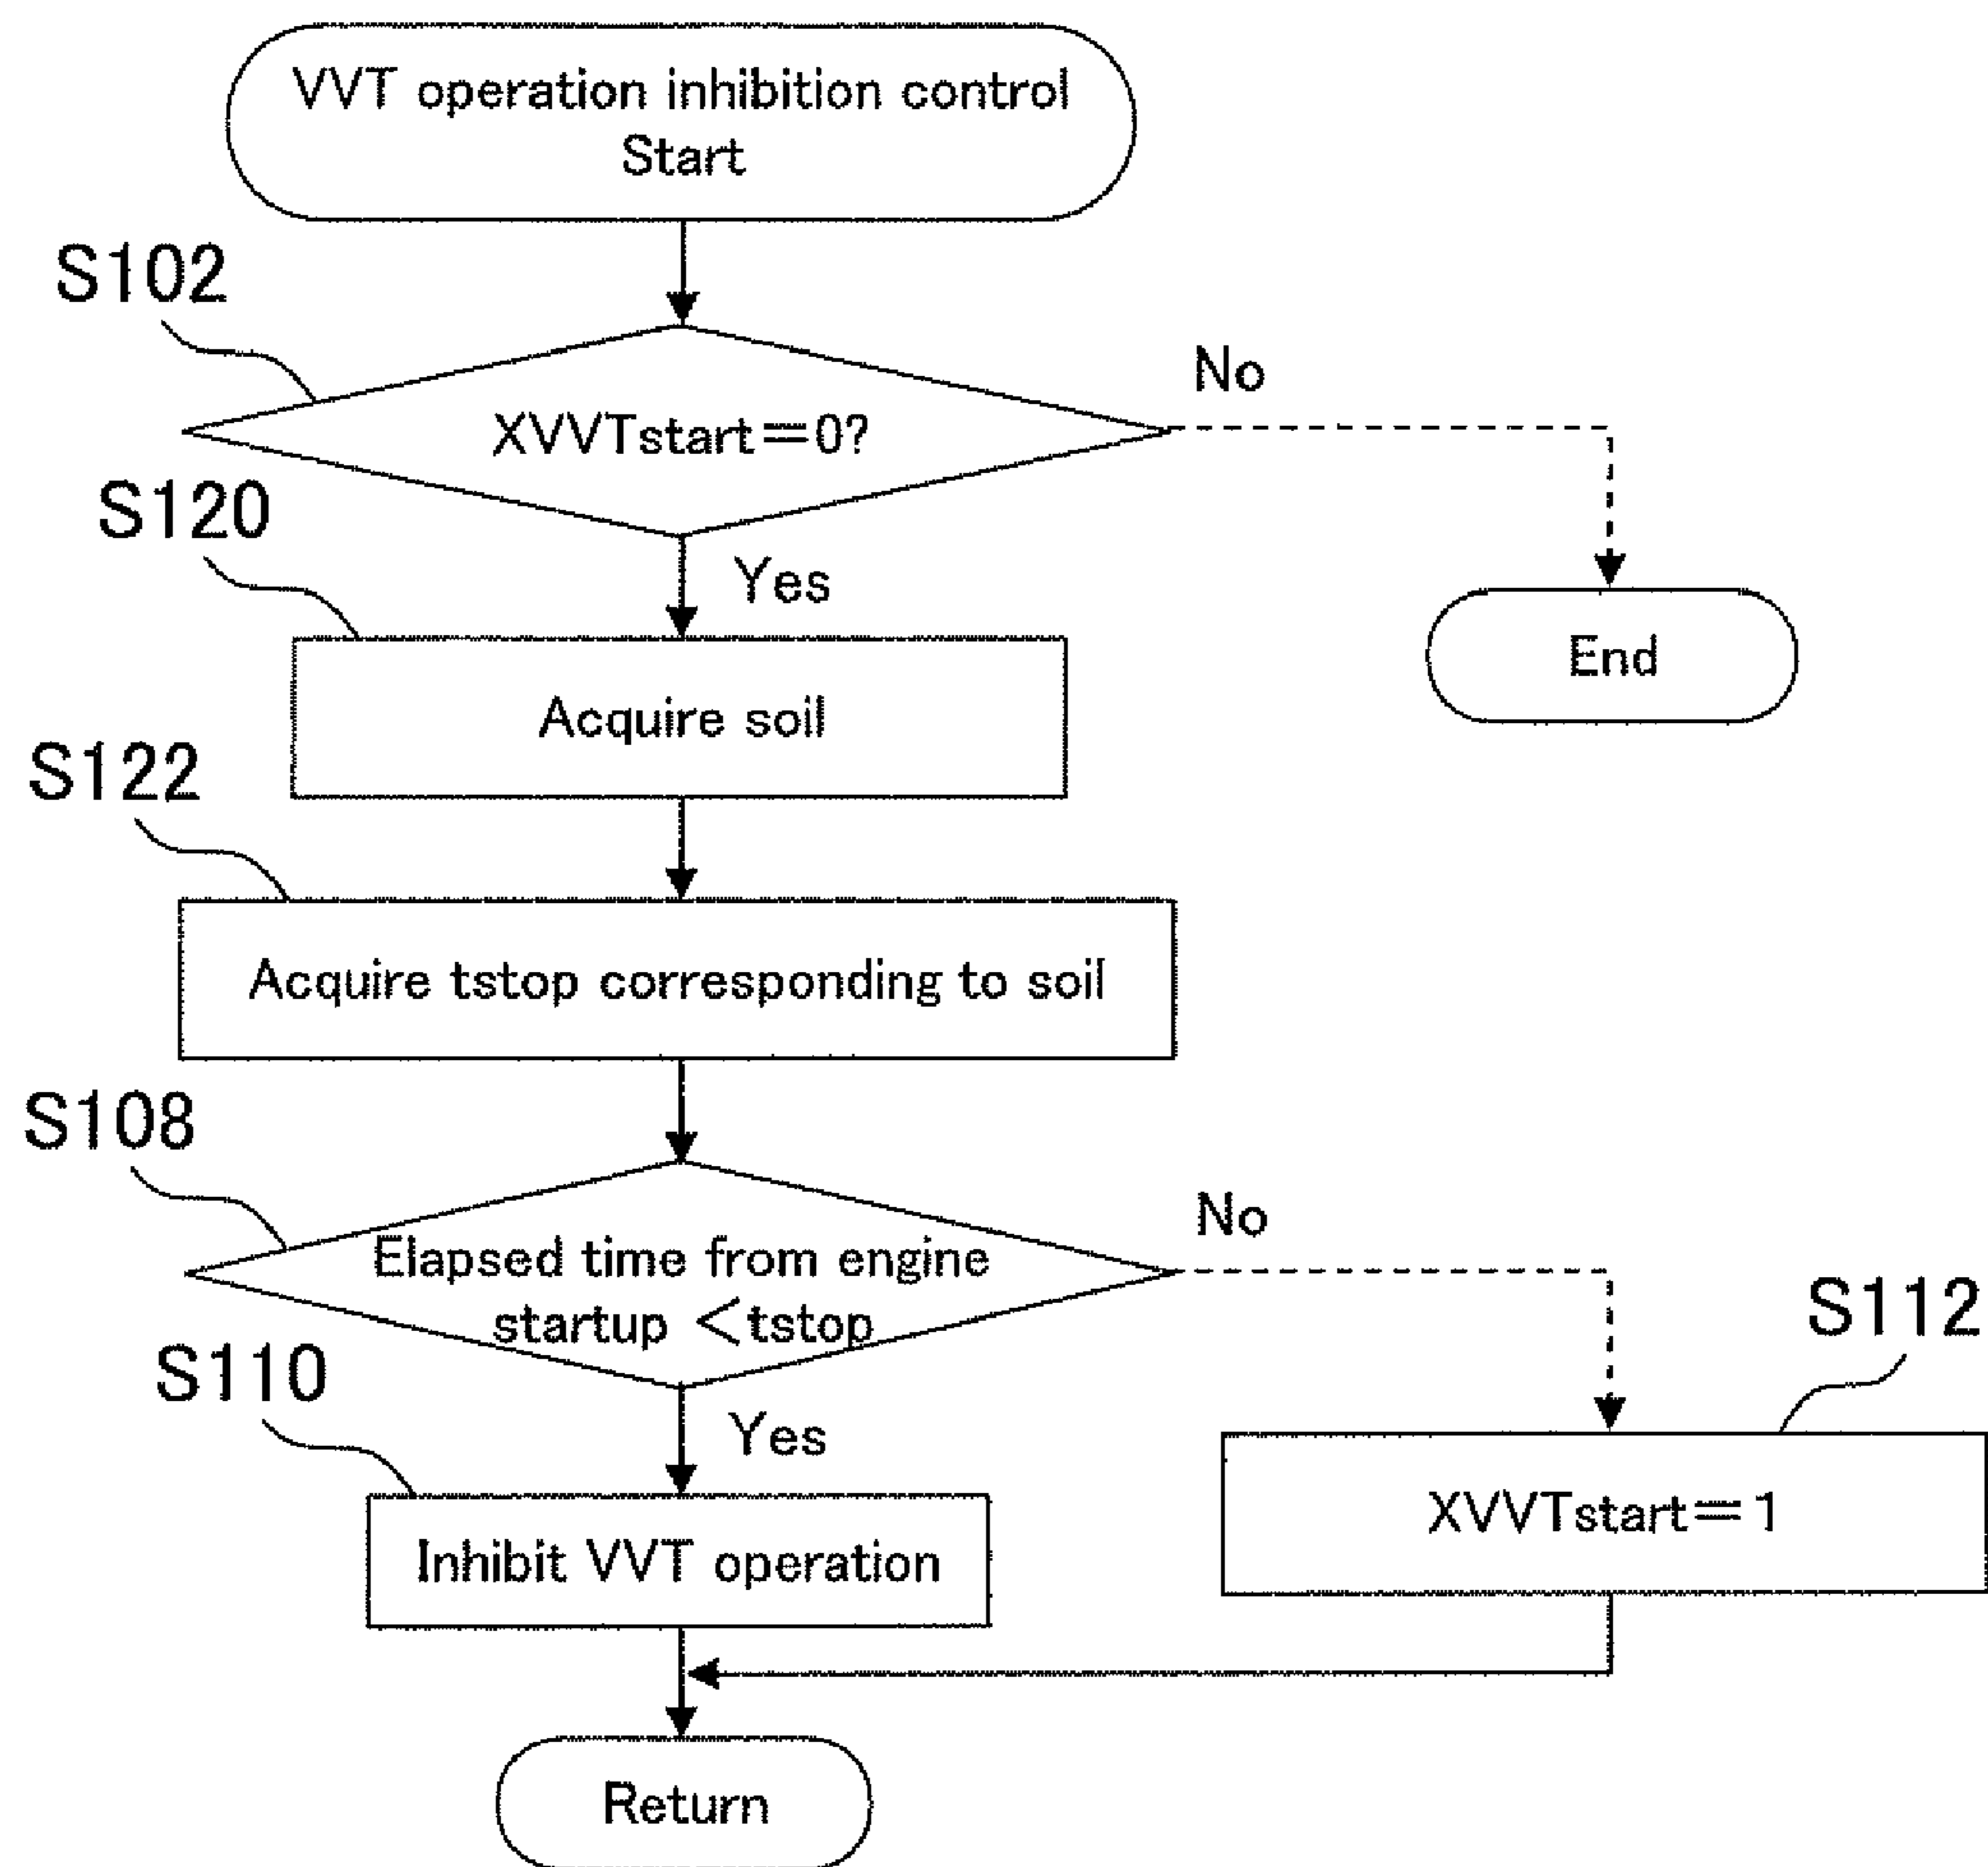 VVT operation inhibition control
Start
S102
XVVTstart=0?
No
S120
Yes
End
Acquire soil
S122
Acquire tstop corresponding to soil
S108
No
Elapsed time from engine
startup <tstop
S112
S110
Yes
XVVTstart=1
Inhibit VVT operation
Return